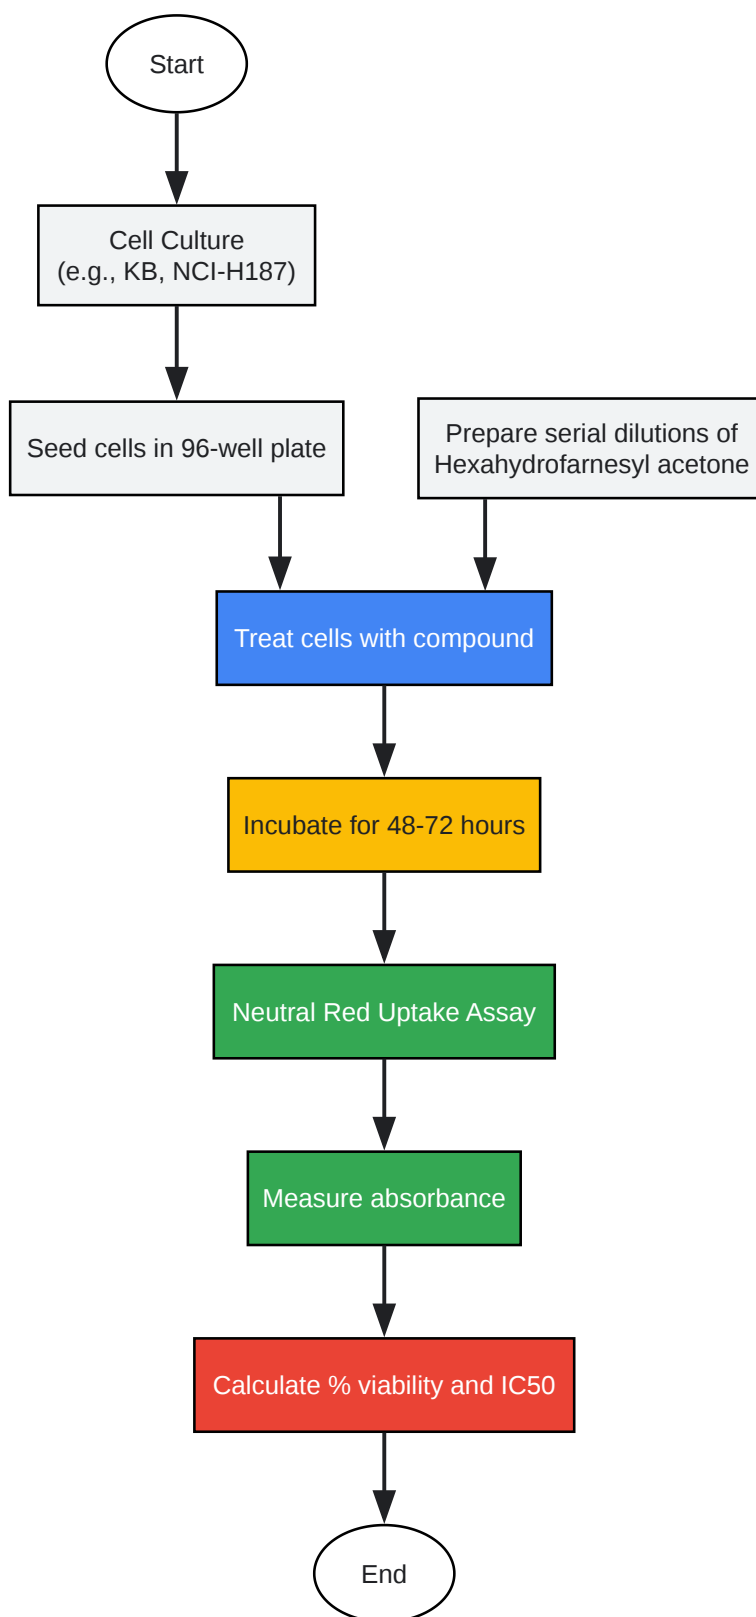 Start
Cell Culture
(e.g., KB, NCI-H187)
Seed cells in 96-well plate
Prepare serial dilutions of
Hexahydrofarnesyl acetone
Treat cells with compound
Incubate for 48-72 hours
Neutral Red Uptake Assay
Measure absorbance
Calculate % viability and IC50
End